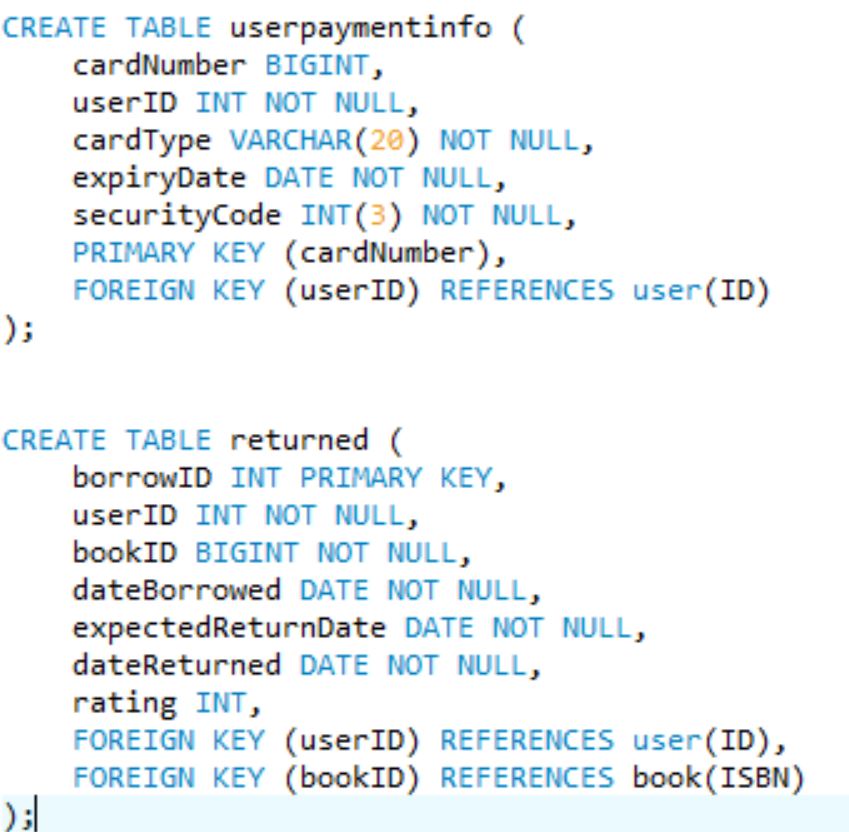 CREATE TABLE userpaymentinfo (
    cardNumber BIGINT,
    userID INT NOT NULL,
    cardType VARCHAR(20) NOT NULL,
    expiryDate DATE NOT NULL,
    securityCode INT(3) NOT NULL,
    PRIMARY KEY (cardNumber),
    FOREIGN KEY (userID) REFERENCES user(ID)
);
CREATE TABLE returned (
    borrowID INT PRIMARY KEY,
    userID INT NOT NULL,
    bookID BIGINT NOT NULL,
    dateBorrowed DATE NOT NULL,
    expectedReturnDate DATE NOT NULL,
    dateReturned DATE NOT NULL,
    rating INT,
    FOREIGN KEY (userID) REFERENCES user(ID),
    FOREIGN KEY (bookID) REFERENCES book(ISBN)
);